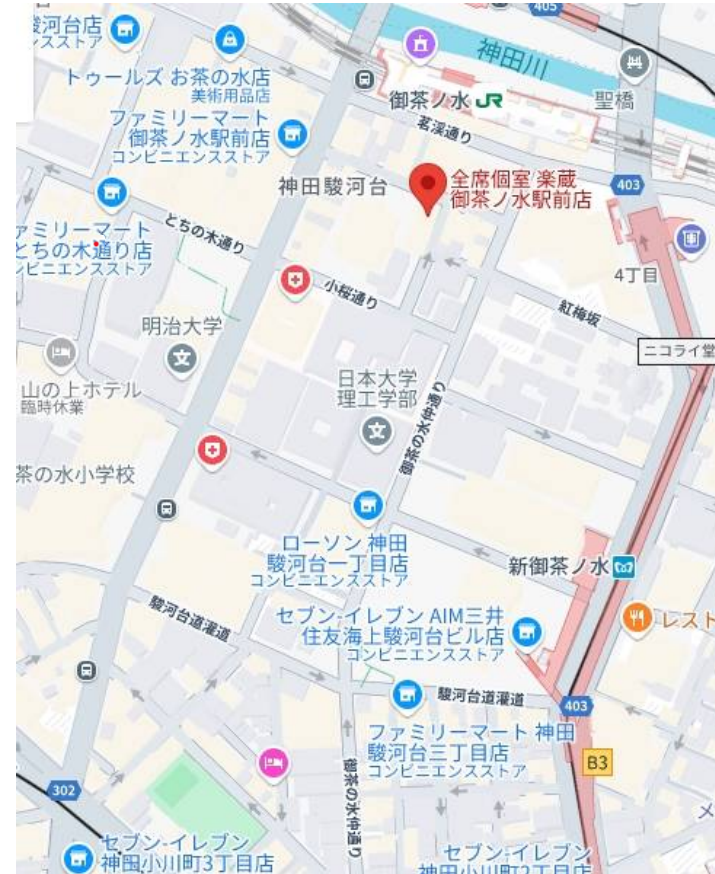 駿河台店
ンスストア
トゥールズ お茶の水店
美術用品店
ファミリーマート
御茶ノ水駅前店
コンビニエンスストア
405
神田川
御茶ノ水 JR
聖橋
茗渓通り
神田駿河台
全席個室 楽蔵
御茶ノ水駅前店
403
ァミリーマート
とちの木通り店
ンビニエンスストア
とちの木通り
4丁目
小桜通り
紅梅坂
明治大学
ニコライ堂
山の上ホテル
臨時休業
日本大学
理工学部
御茶の水仲通り
茶の水小学校
ローソン 神田
駿河台一丁目店
コンビニエンスストア
新御茶ノ水
駿河台道灌道
セブン-イレブン AIM三井
住友海上駿河台ビル店
コンビニエンスストア
レスト
駿河台道灌道
403
ファミリーマート 神田
駿河台三丁目店
コンビニエンスストア
B3
302
御茶の水仲通り
メ
セブン-イレブン
神田小川町3丁目店
セブン-イレブン
神田小川町2丁目店